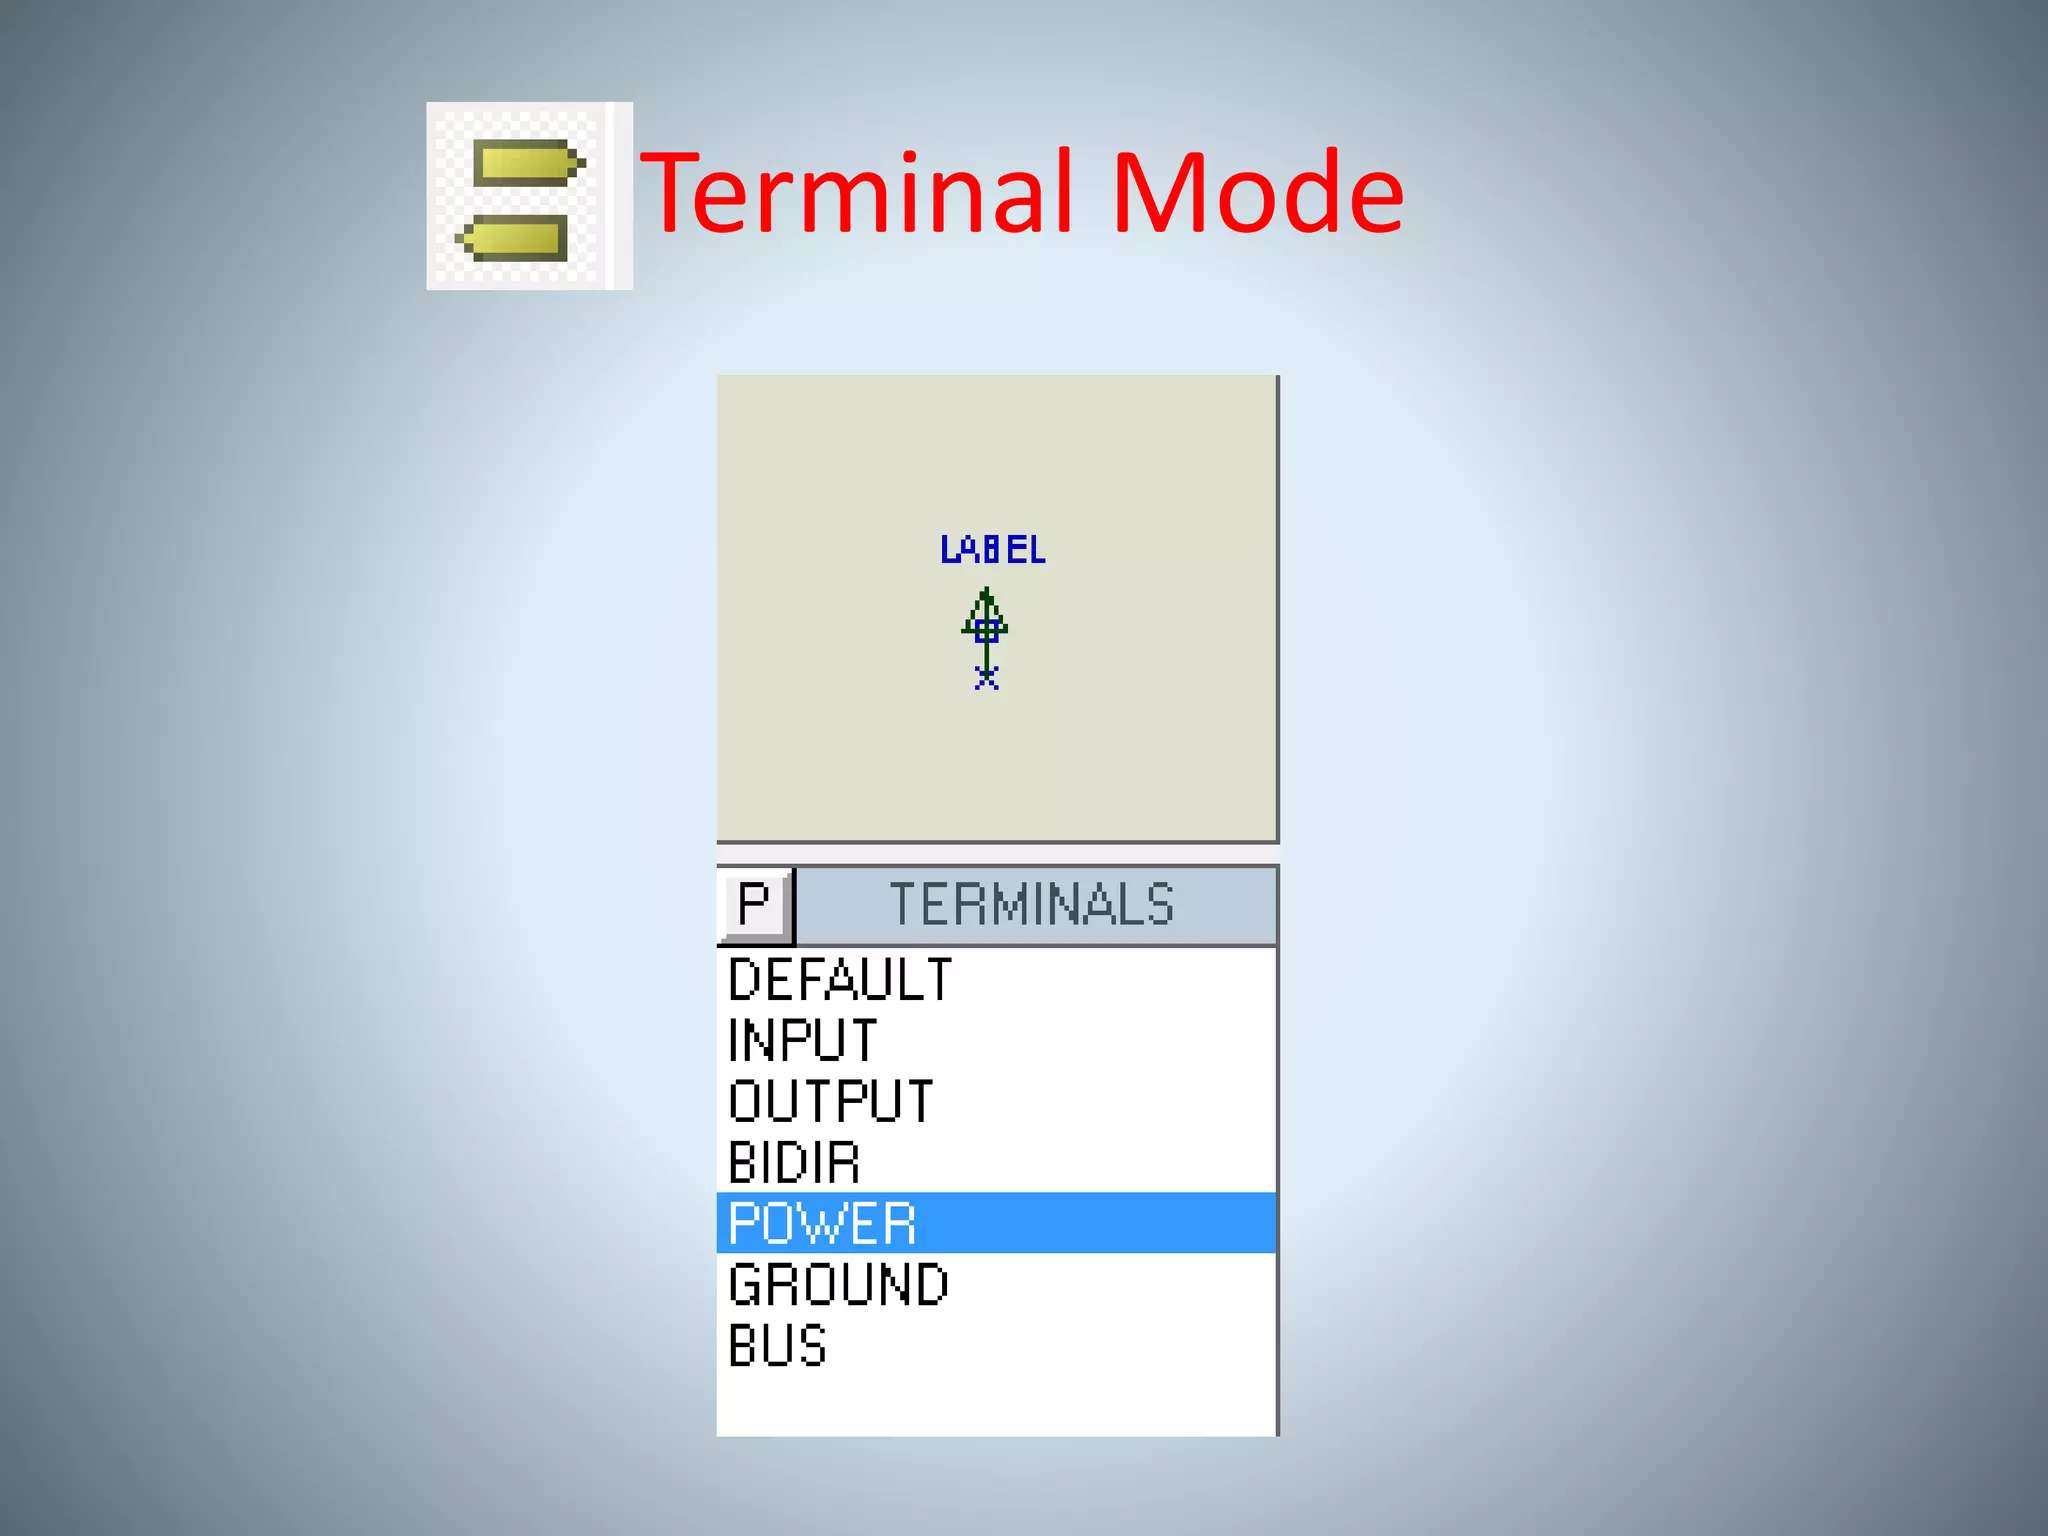 Terminal Mode
LABEL
P TERMINALS
DEFAULT
INPUT
OUTPUT
BIDIR
POWER
GROUND
BUS